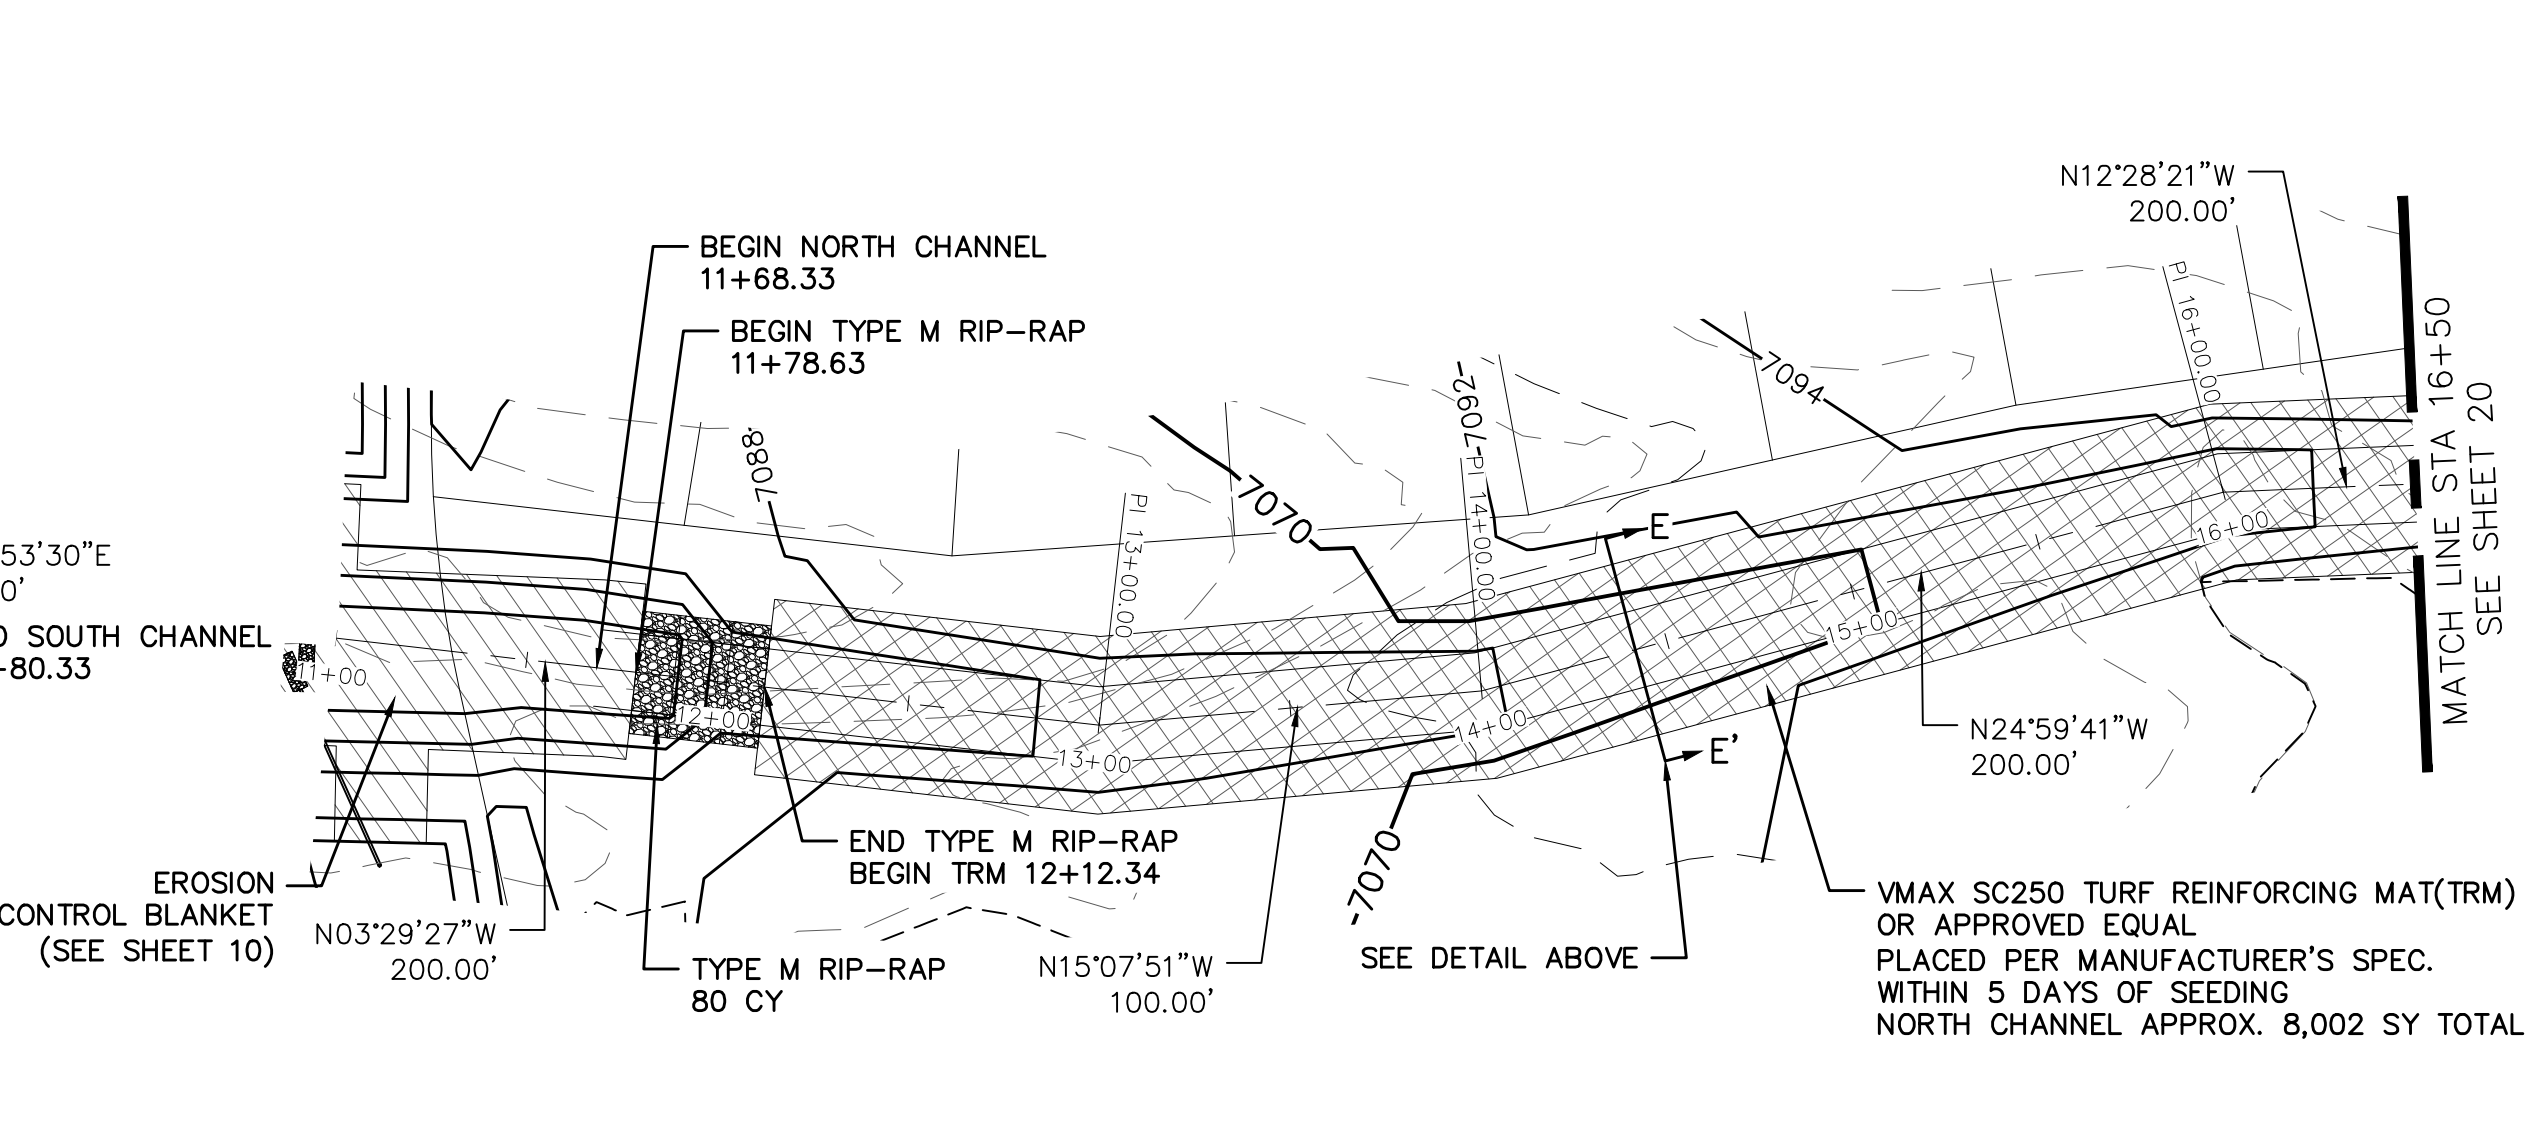 N12°28'21"W
200.00'
BEGIN NORTH CHANNEL
11+68.33
BEGIN TYPE M RIP-RAP
11+78.63
PI 16+00.00
MATCH LINE STA 16+50
SEE SHEET 20
7094
-7092-
7088
-7070
PI 13+00.00
PI 14+00.00
E
53'30"E
0'
SOUTH CHANNEL
+80.33
11+00
12+00
13+00
14+00
15+00
16+00
E'
N24°59'41"W
200.00'
END TYPE M RIP-RAP
BEGIN TRM 12+12.34
-7070
EROSION
CONTROL BLANKET
(SEE SHEET 10)
N03°29'27"W
200.00'
TYPE M RIP-RAP
80 CY
N15°07'51"W
100.00'
SEE DETAIL ABOVE
VMAX SC250 TURF REINFORCING MAT(TRM)
OR APPROVED EQUAL
PLACED PER MANUFACTURER'S SPEC.
WITHIN 5 DAYS OF SEEDING
NORTH CHANNEL APPROX. 8,002 SY TOTAL